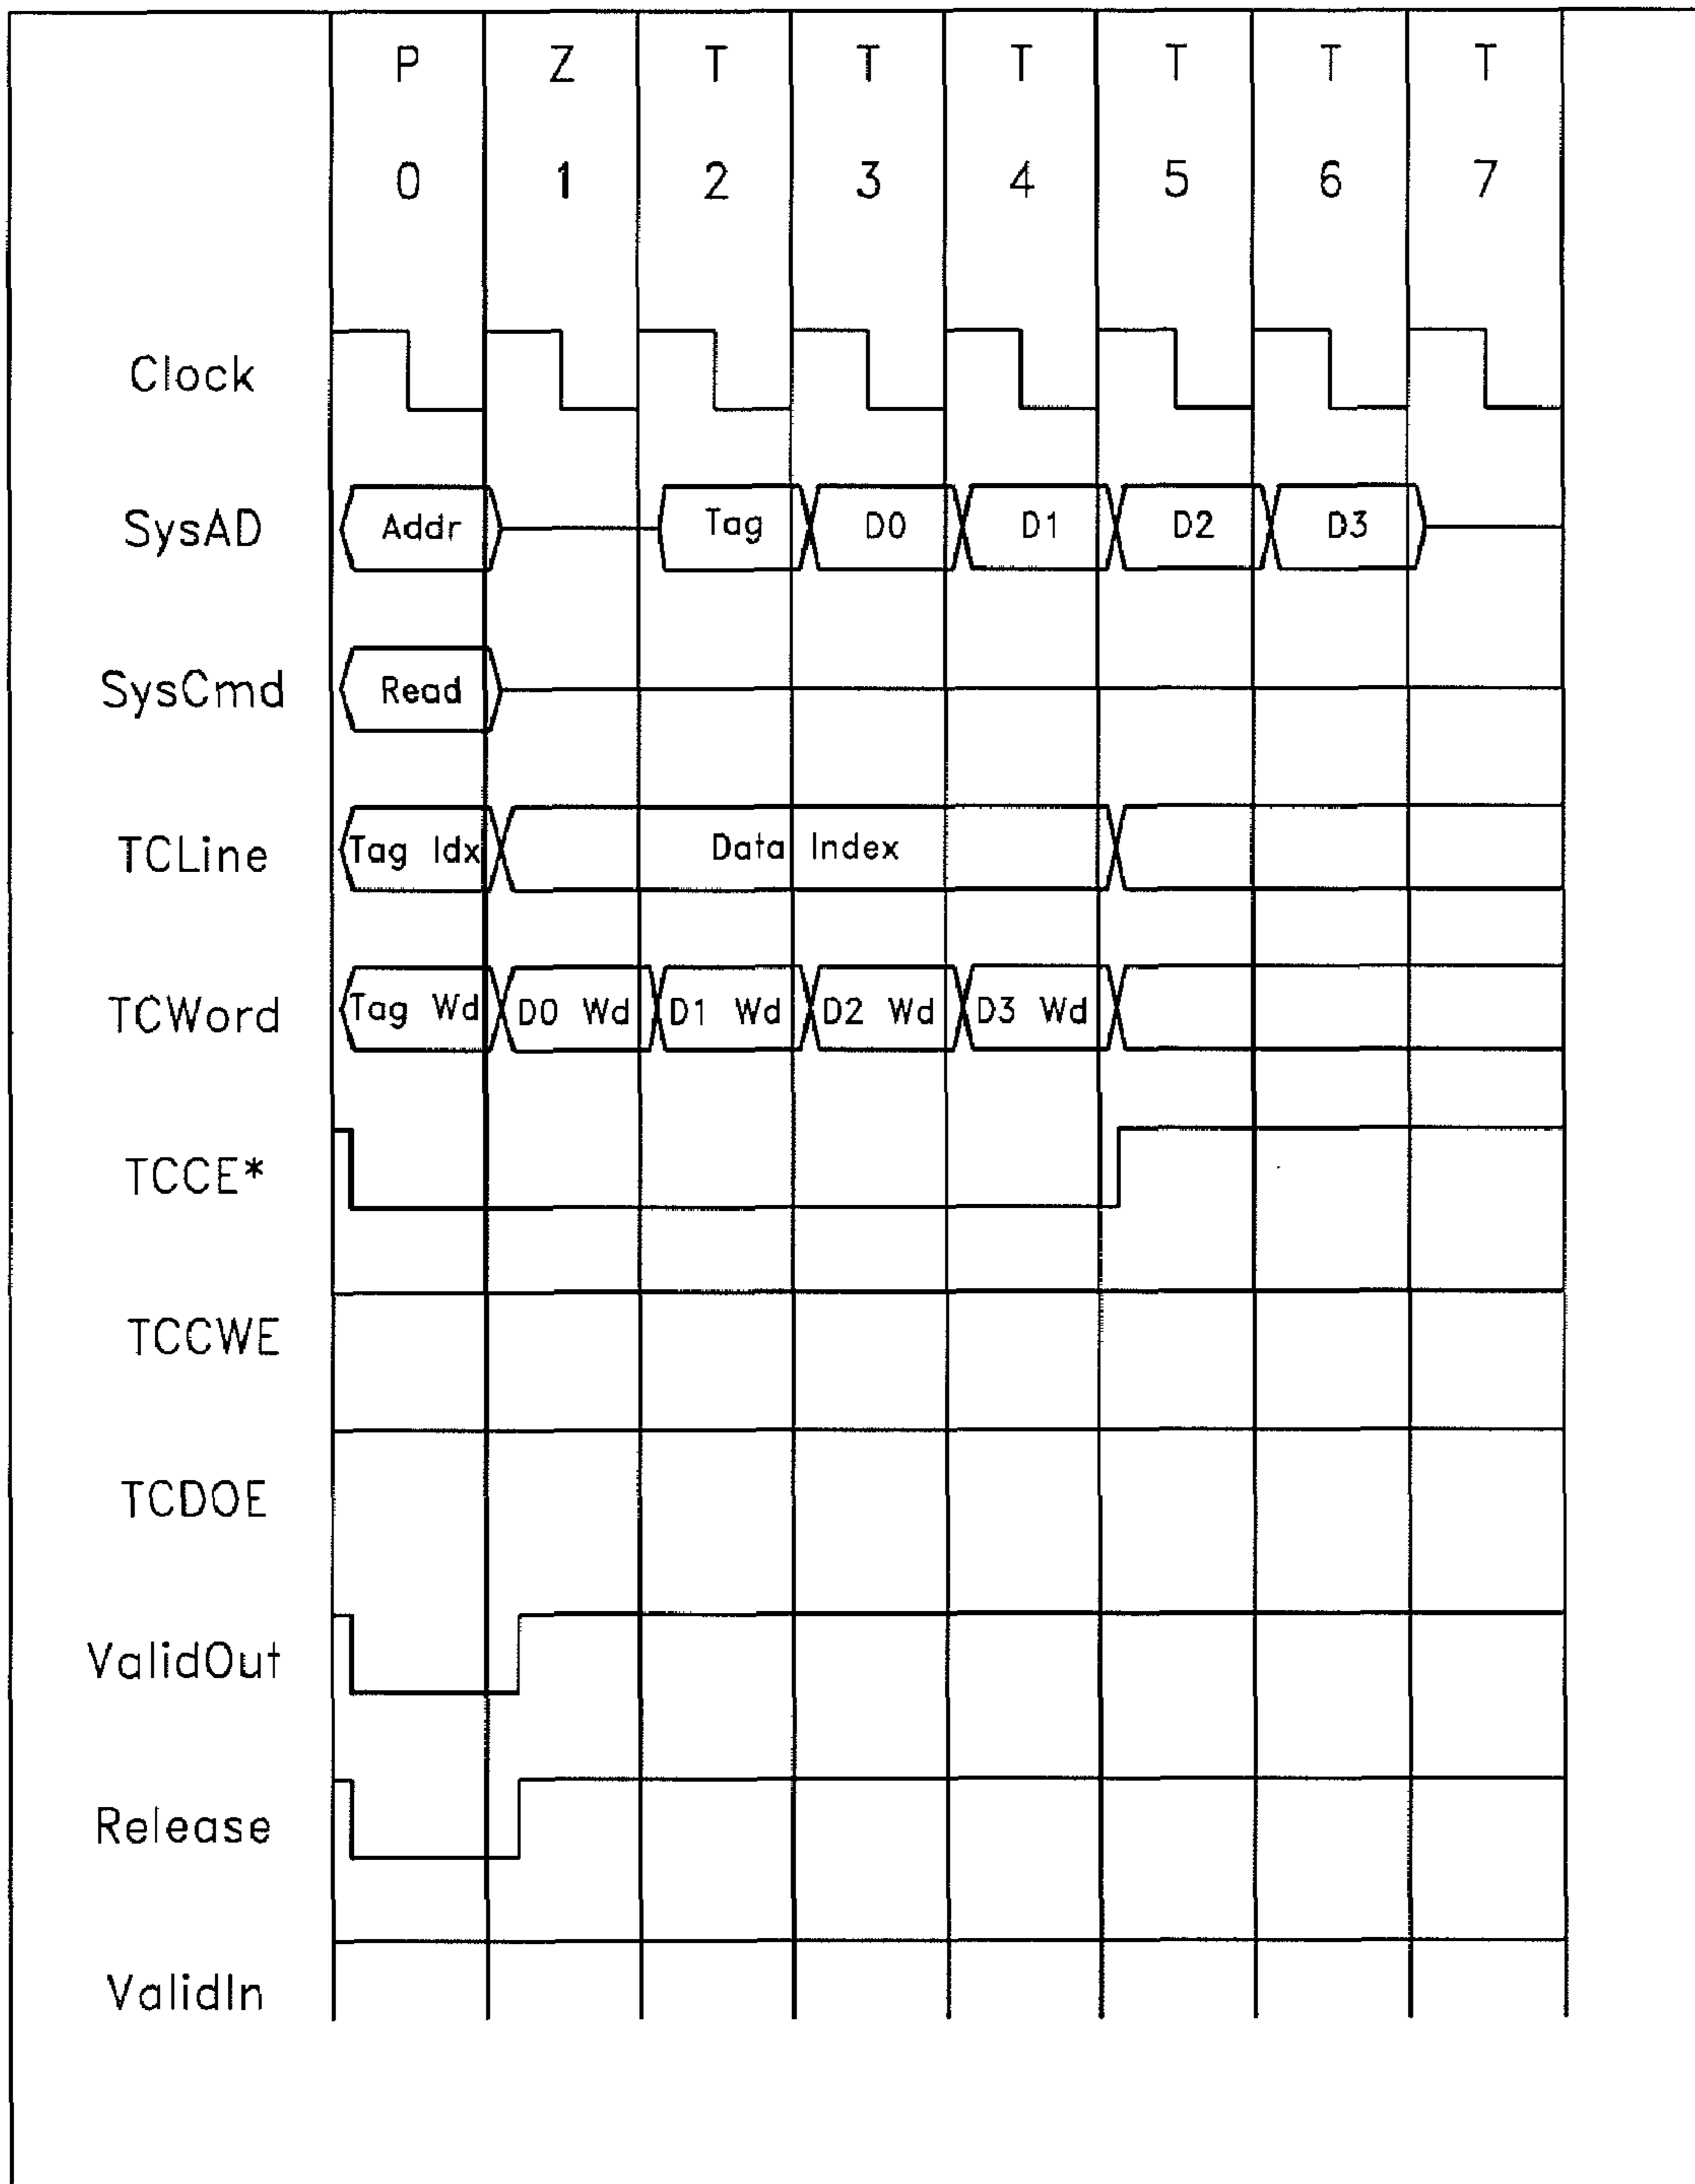 P Z T T T T T T
0 1 2 3 4 5 6 7
Clock
SysAD Addr Tag D0 D1 D2 D3
SysCmd Read
TCLine Tag Idx Data Index
TCWord Tag Wd D0 Wd D1 Wd D2 Wd D3 Wd
TCCE*
TCCWE
TCDOE
ValidOut
Release
ValidIn